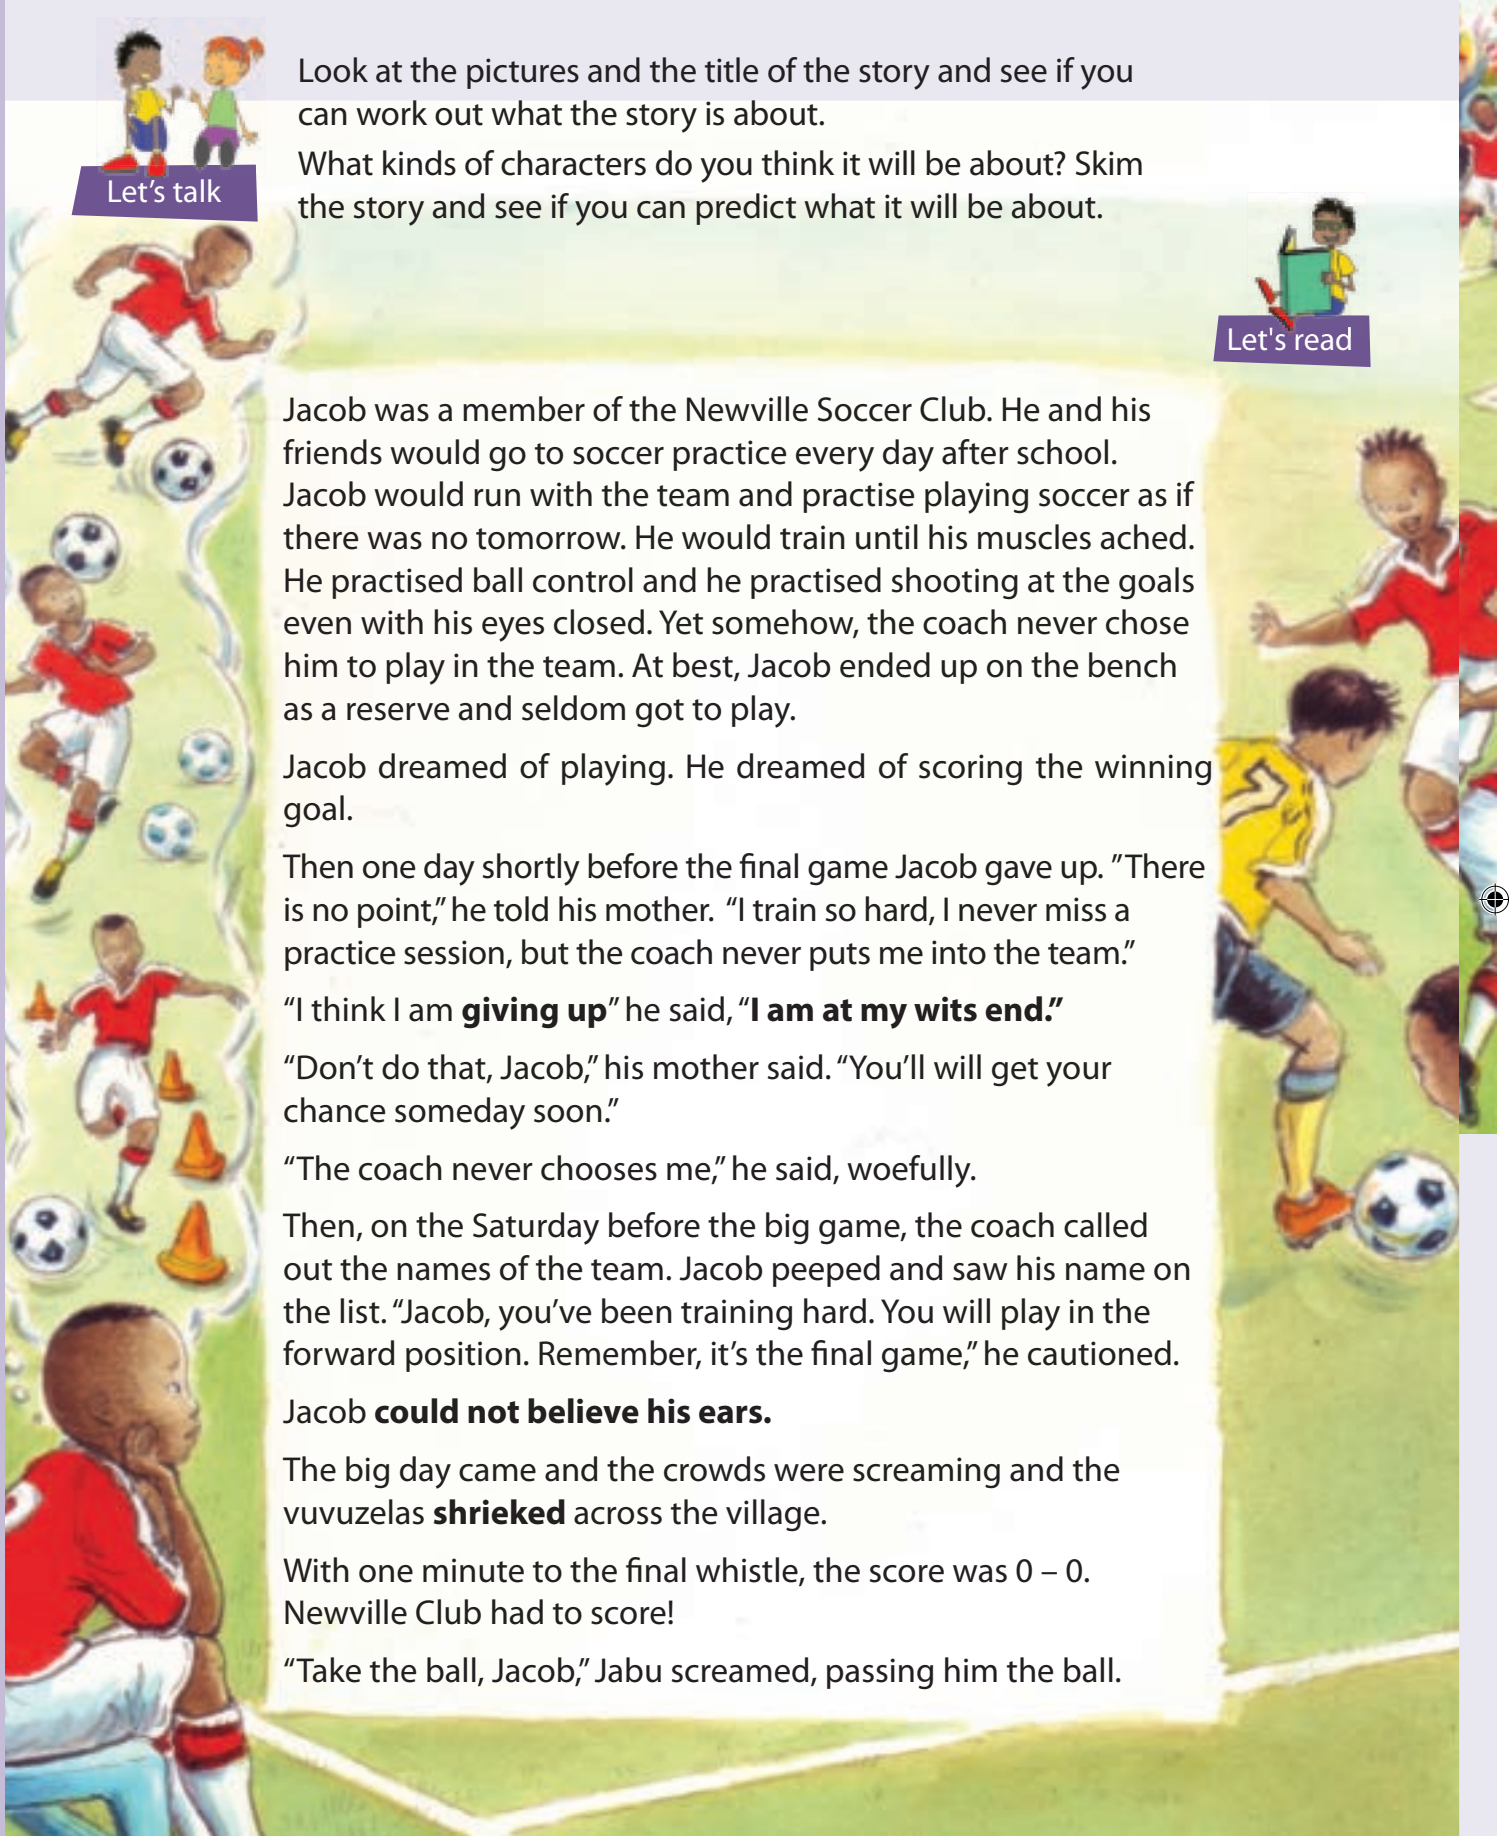 Look at the pictures and the title of the story and see if you
can work out what the story is about.
What kinds of characters do you think it will be about? Skim
the story and see if you can predict what it will be about.
Let’s talk
Let's read
Jacob was a member of the Newville Soccer Club. He and his
friends would go to soccer practice every day after school.
Jacob would run with the team and practise playing soccer as if
there was no tomorrow. He would train until his muscles ached.
He practised ball control and he practised shooting at the goals
even with his eyes closed. Yet somehow, the coach never chose
him to play in the team. At best, Jacob ended up on the bench
as a reserve and seldom got to play.
Jacob dreamed of playing. He dreamed of scoring the winning
goal.
Then one day shortly before the final game Jacob gave up. ”There
is no point,” he told his mother. “I train so hard, I never miss a
practice session, but the coach never puts me into the team.”
“I think I am giving up” he said, “I am at my wits end.”
“Don’t do that, Jacob,” his mother said. “You’ll will get your
chance someday soon.”
“The coach never chooses me,” he said, woefully.
Then, on the Saturday before the big game, the coach called
out the names of the team. Jacob peeped and saw his name on
the list. “Jacob, you’ve been training hard. You will play in the
forward position. Remember, it’s the final game,” he cautioned.
Jacob could not believe his ears.
The big day came and the crowds were screaming and the
vuvuzelas shrieked across the village.
With one minute to the final whistle, the score was 0 – 0.
Newville Club had to score!
“Take the ball, Jacob,” Jabu screamed, passing him the ball.
7